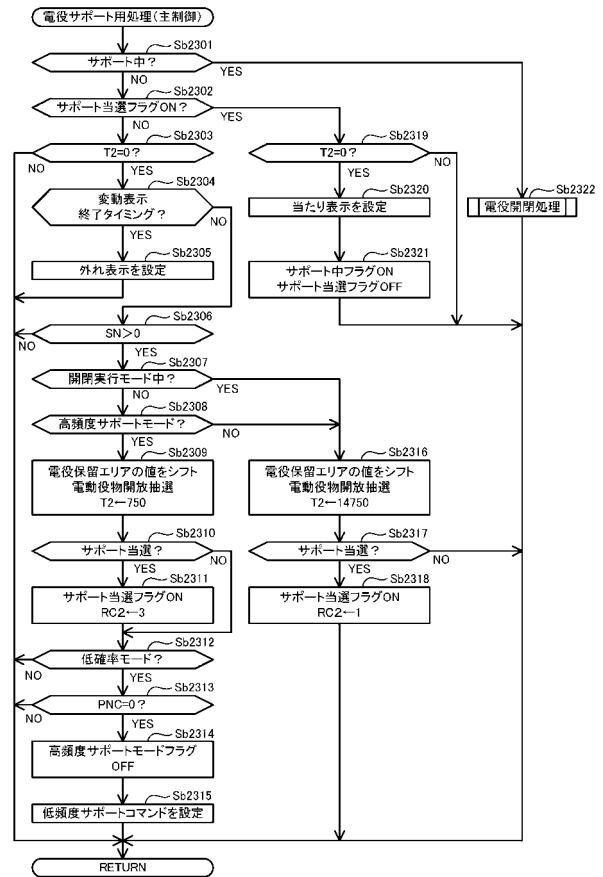 電役サポート用処理(主制御)
Sb2301
サポート中？
YES
NO
Sb2302
サポート当選フラグON？
YES
NO
Sb2303
T2=0？
NO
YES
Sb2304
変動表示
終了タイミング？
NO
YES
Sb2305
外れ表示を設定
Sb2306
SN＞0
NO
YES
Sb2307
開閉実行モード中？
YES
NO
Sb2308
高頻度サポートモード？
NO
YES
Sb2309
電役保留エリアの値をシフト
電動役物開放抽選
T2←750
Sb2310
サポート当選？
NO
YES
Sb2311
サポート当選フラグON
RC2←3
Sb2312
低確率モード？
NO
YES
Sb2313
PNC=0？
NO
YES
Sb2314
高頻度サポートモードフラグ
OFF
Sb2315
低頻度サポートコマンドを設定
RETURN
Sb2319
T2=0？
NO
YES
Sb2320
当たり表示を設定
Sb2321
サポート中フラグON
サポート当選フラグOFF
Sb2322
電役開閉処理
Sb2316
電役保留エリアの値をシフト
電動役物開放抽選
T2←14750
Sb2317
サポート当選？
NO
YES
Sb2318
サポート当選フラグON
RC2←1